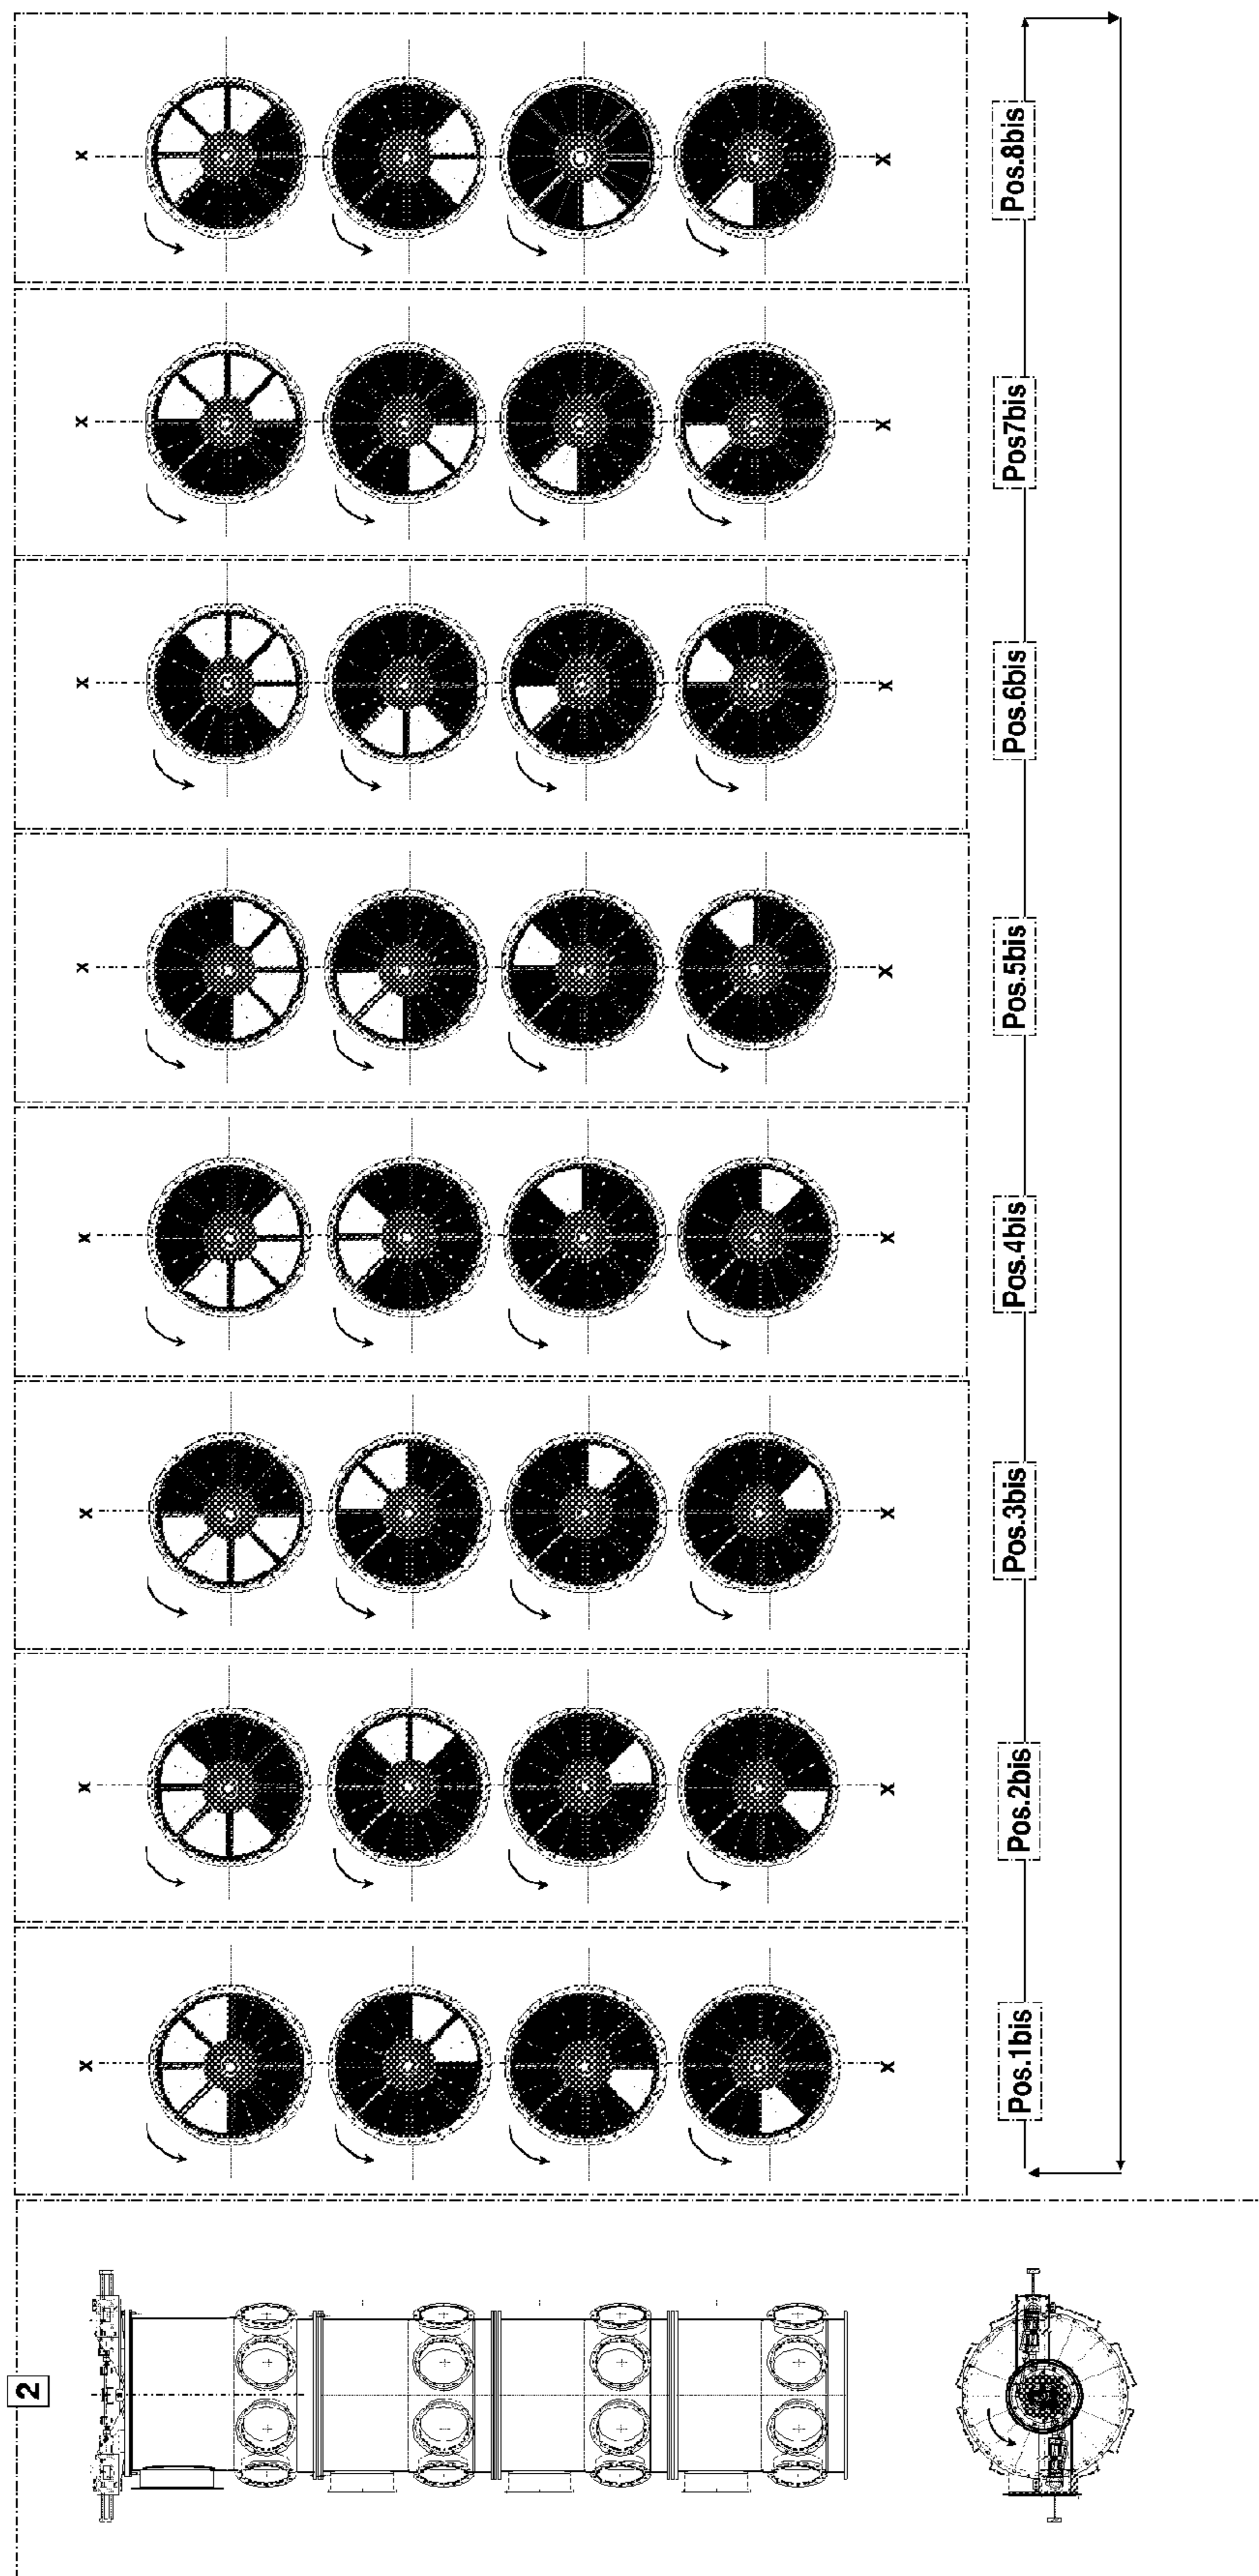 2
Pos.1bis
Pos.2bis
Pos.3bis
Pos.4bis
Pos.5bis
Pos.6bis
Pos7bis
Pos.8bis
X X
X X
X X
X X
X X
X X
X X
X X